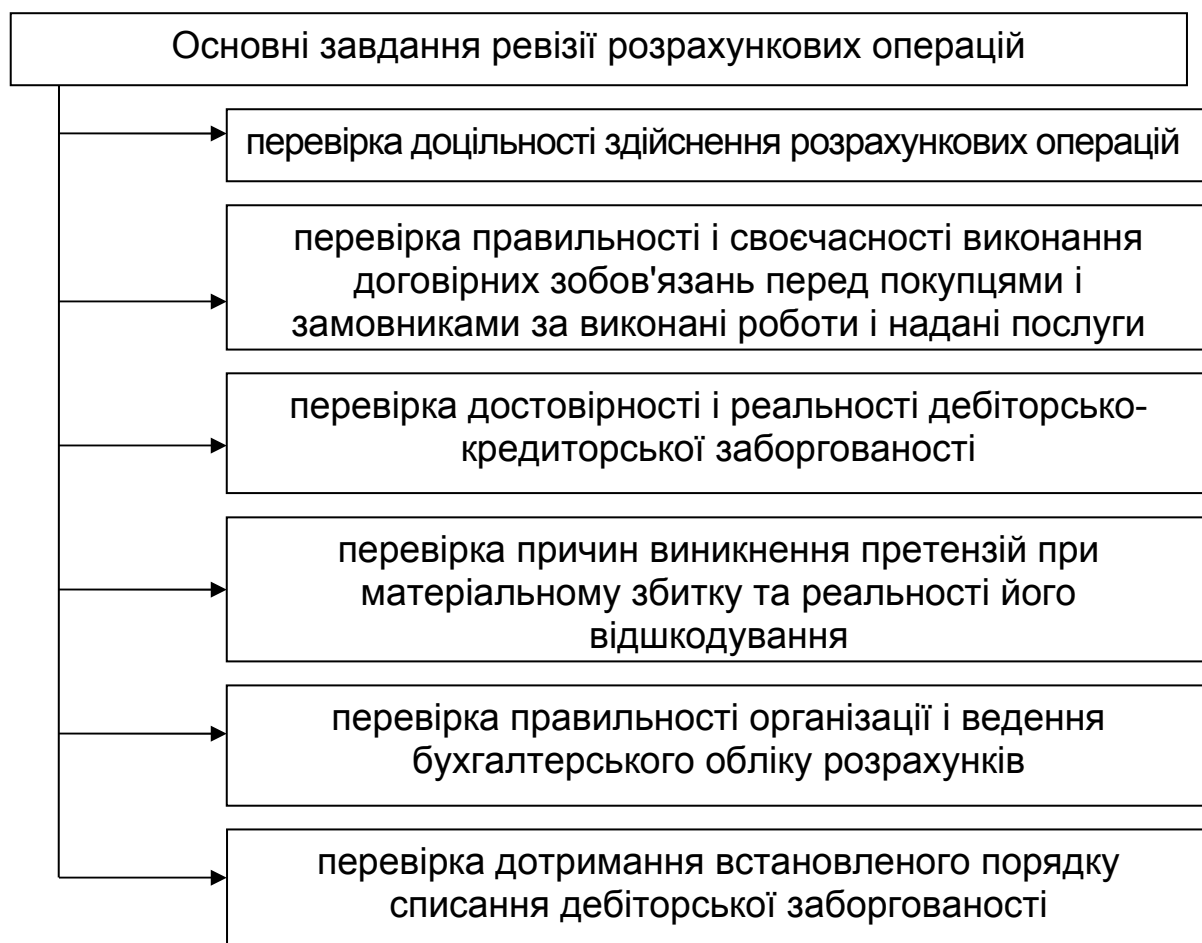 Основні завдання ревізії розрахункових операцій
перевірка доцільності здійснення розрахункових операцій
перевірка правильності і своєчасності виконання
договірних зобов'язань перед покупцями і
замовниками за виконані роботи і надані послуги
перевірка достовірності і реальності дебіторсько-
кредиторської заборгованості
перевірка причин виникнення претензій при
матеріальному збитку та реальності його
відшкодування
перевірка правильності організації і ведення
бухгалтерського обліку розрахунків
перевірка дотримання встановленого порядку
списання дебіторської заборгованості